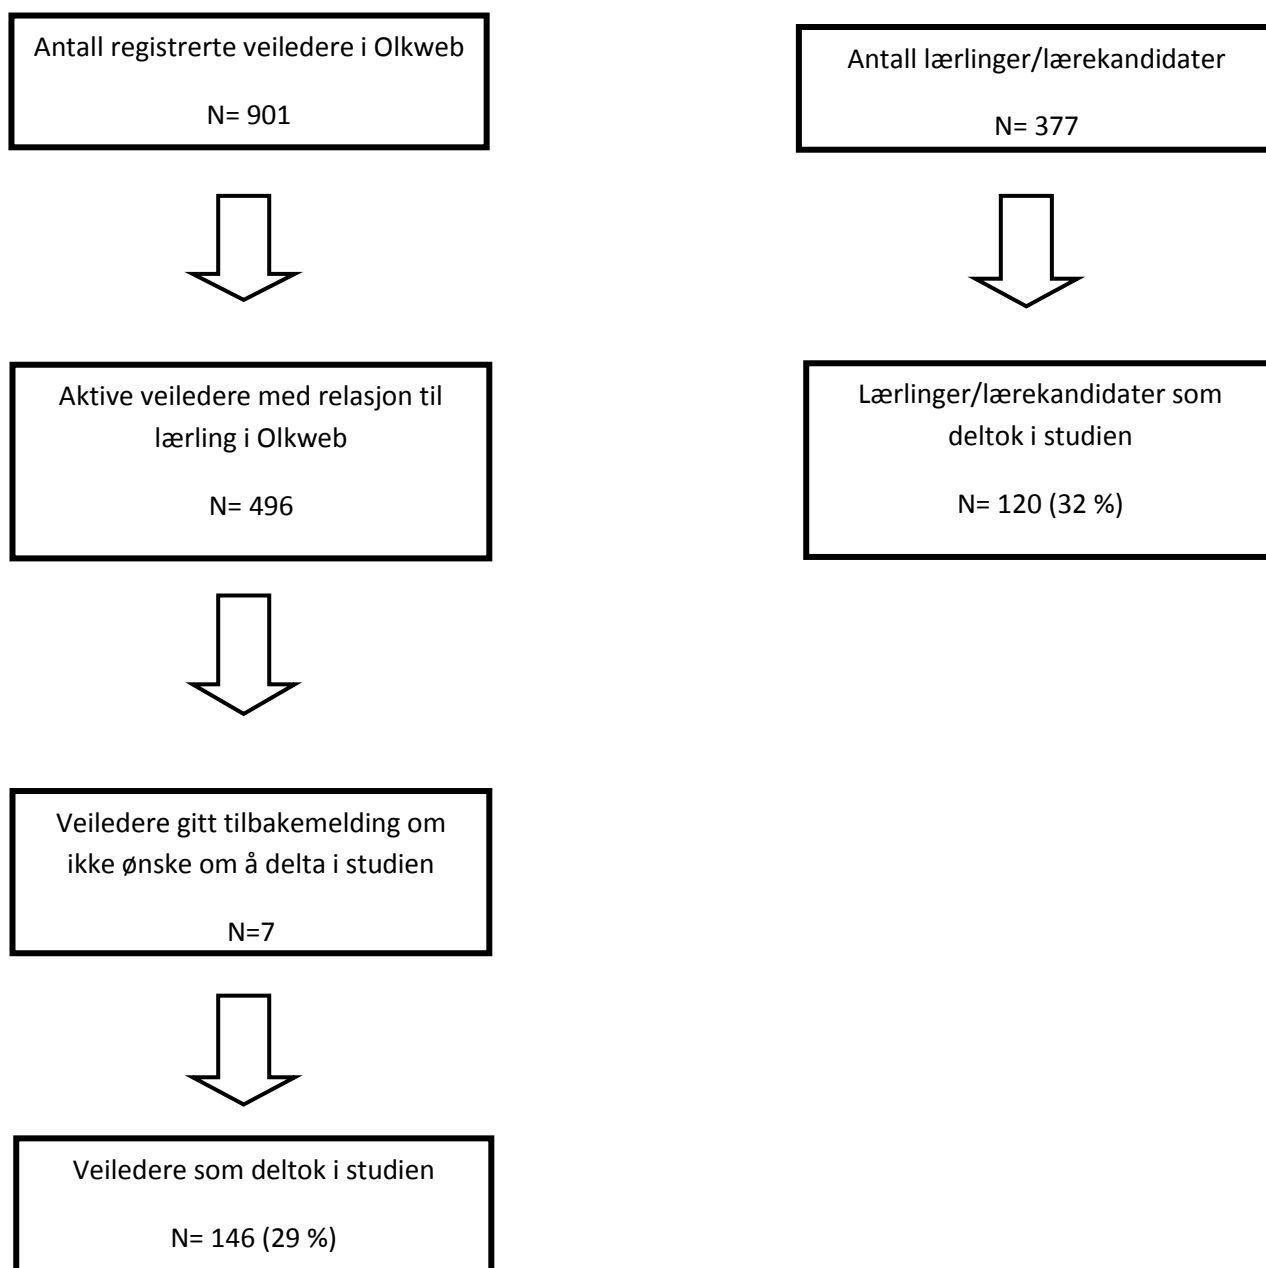 Antall registrerte veiledere i Olkweb
N= 901
Aktive veiledere med relasjon til
lærling i Olkweb
N= 496
Veiledere gitt tilbakemelding om
ikke ønske om å delta i studien
N=7
Veiledere som deltok i studien
N= 146 (29 %)
Antall lærlinger/lærekandidater
N= 377
Lærlinger/lærekandidater som
deltok i studien
N= 120 (32 %)